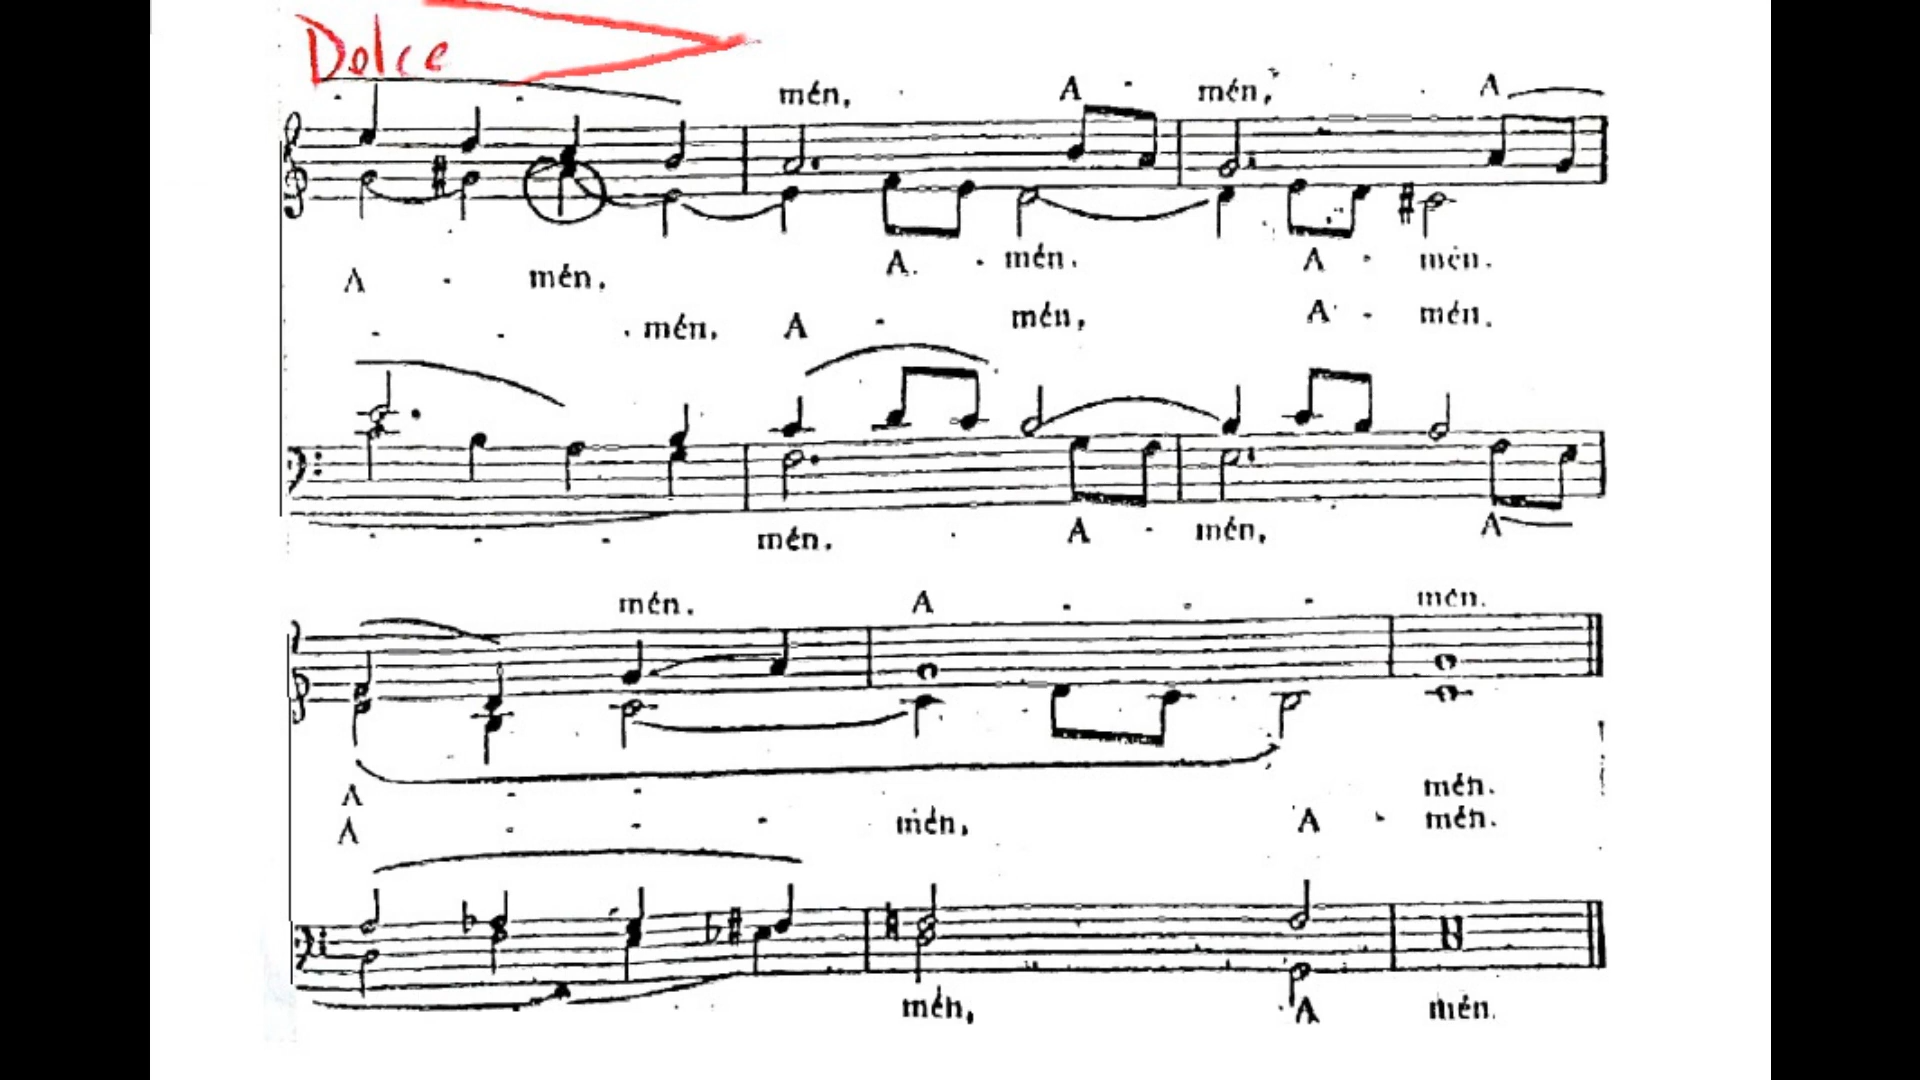 Dolce
mén, A - mén, A
A - mén. A. - mén. A - mén.
- - . mén. A - mén, A - mén.
- - - mén. A - mén, A
mén. A - - - mén.
A - - mén.
A - - - mén, A - mén.
mén, A mén.